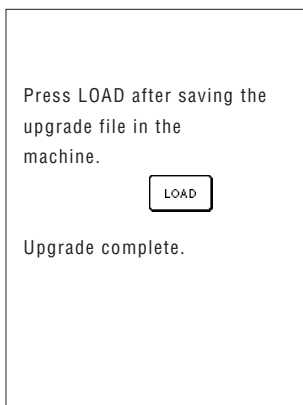 Press LOAD after saving the
upgrade file in the
machine.
LOAD
Upgrade complete.